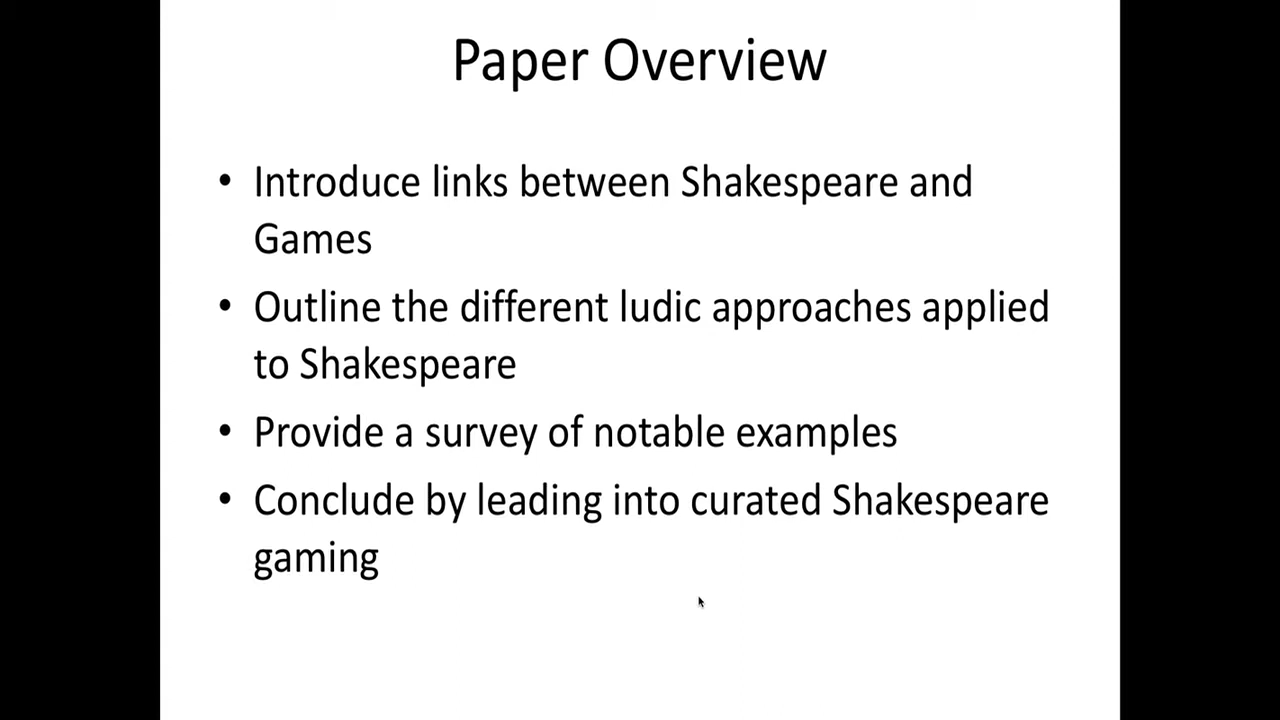 Paper Overview
• Introduce links between Shakespeare and
Games
• Outline the different ludic approaches applied
to Shakespeare
• Provide a survey of notable examples
• Conclude by leading into curated Shakespeare
gaming